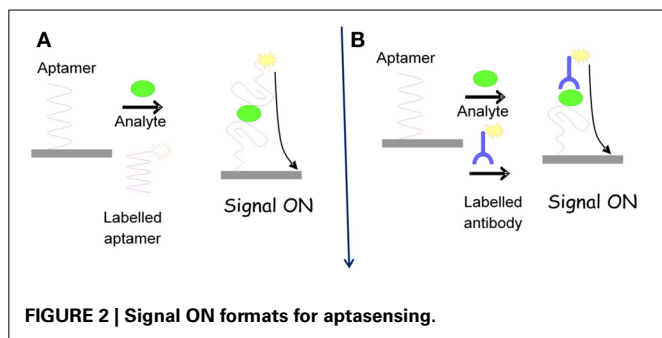 A
Aptamer
Analyte
Labelled
aptamer
Signal ON
B
Aptamer
Analyte
Labelled
antibody
Signal ON
FIGURE 2 | Signal ON formats for aptasensing.